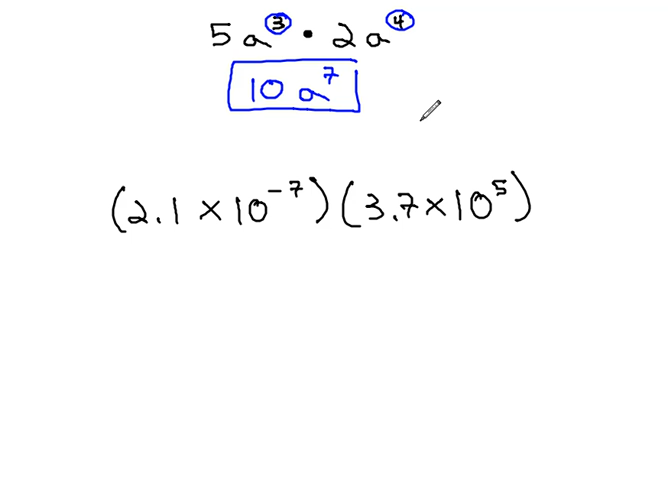 5a³ • 2a⁴
10a⁷
(2.1 × 10⁻⁷)(3.7 × 10⁵)